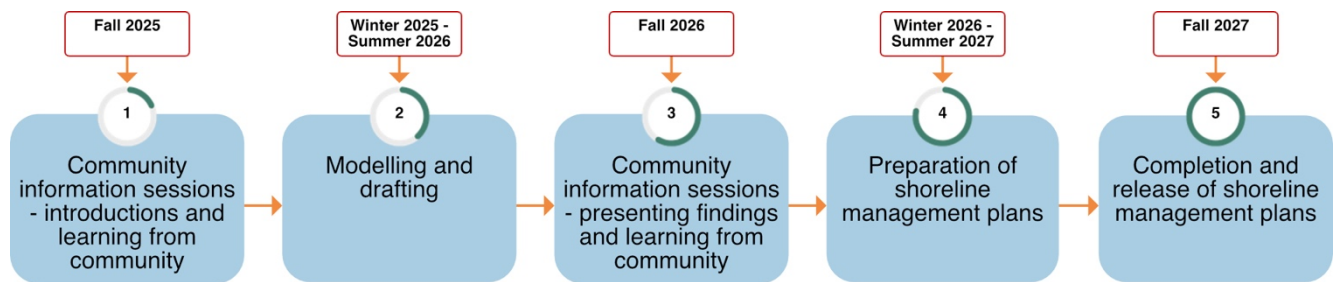 Fall 2025
Winter 2025 -
Summer 2026
Fall 2026
Winter 2026 -
Summer 2027
Fall 2027
1
2
3
4
5
Community
information sessions
- introductions and
learning from
community
Modelling and
drafting
Community
information sessions
- presenting findings
and learning from
community
Preparation of
shoreline
management plans
Completion and
release of shoreline
management plans